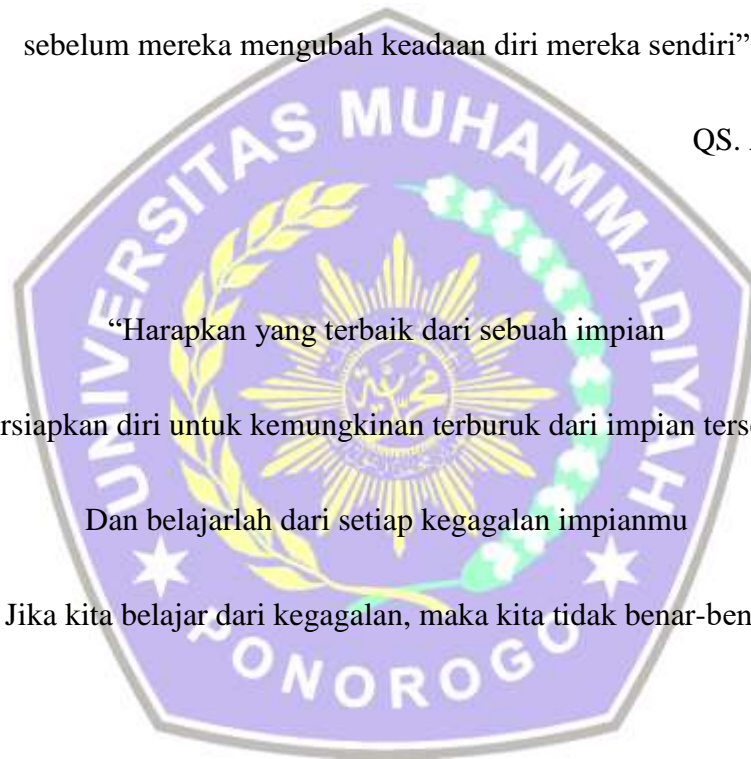 sebelum mereka mengubah keadaan diri mereka sendiri”
QS.
UNIVERSITAS MUHAMMADIYAH
“Harapkan yang terbaik dari sebuah impian
rsiapkan diri untuk kemungkinan terburuk dari impian terse
Dan belajarlah dari setiap kegagalan impianmu
Jika kita belajar dari kegagalan, maka kita tidak benar-ben
PONOROGO